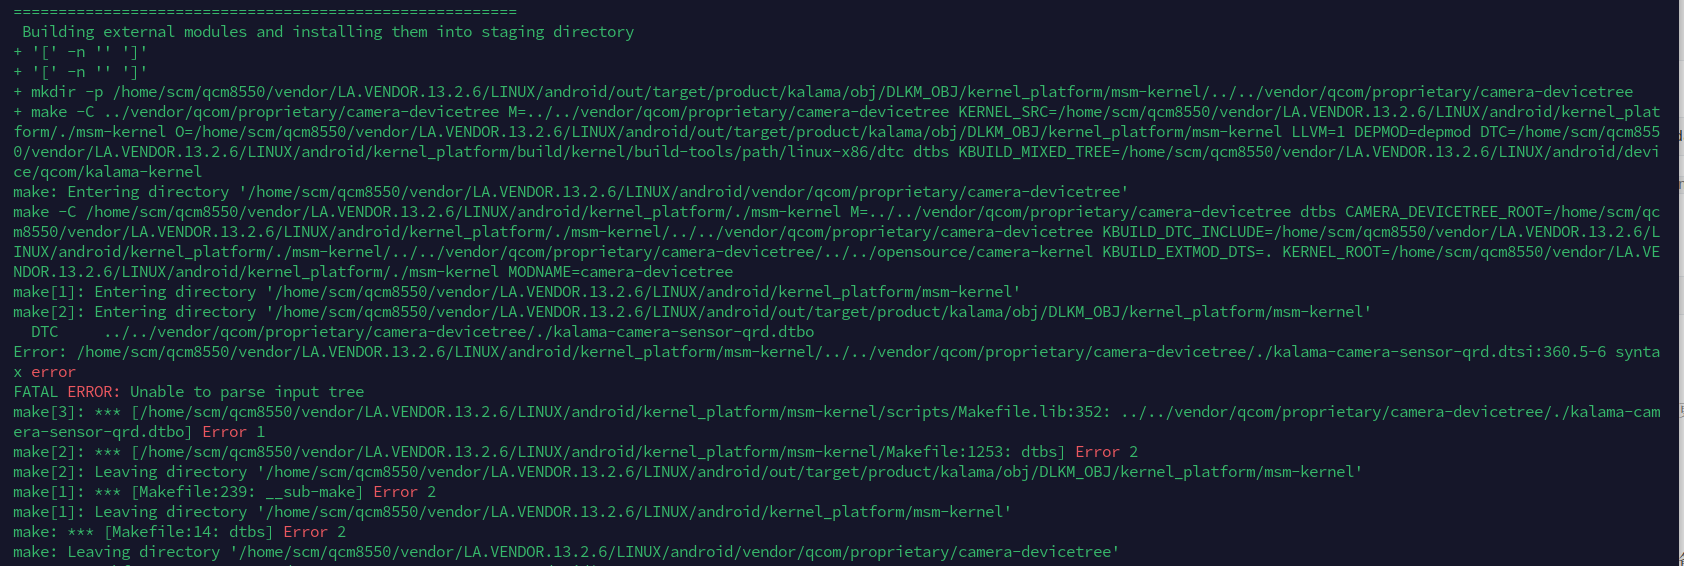 ========================================================
Building external modules and installing them into staging directory
+ '[' -n '' ']'
+ '[' -n '' ']'
+ mkdir -p /home/scm/qcm8550/vendor/LA.VENDOR.13.2.6/LINUX/android/out/target/product/kalama/obj/DLKM_OBJ/kernel_platform/msm-kernel/../../vendor/qcom/proprietary/camera-devicetree
+ make -C ../vendor/qcom/proprietary/camera-devicetree M=../../vendor/qcom/proprietary/camera-devicetree KERNEL_SRC=/home/scm/qcm8550/vendor/LA.VENDOR.13.2.6/LINUX/android/kernel_plat
form/./msm-kernel O=/home/scm/qcm8550/vendor/LA.VENDOR.13.2.6/LINUX/android/out/target/product/kalama/obj/DLKM_OBJ/kernel_platform/msm-kernel LLVM=1 DEPMOD=depmod DTC=/home/scm/qcm855
0/vendor/LA.VENDOR.13.2.6/LINUX/android/kernel_platform/build/kernel/build-tools/path/linux-x86/dtc dtbs KBUILD_MIXED_TREE=/home/scm/qcm8550/vendor/LA.VENDOR.13.2.6/LINUX/android/devi
ce/qcom/kalama-kernel
make: Entering directory '/home/scm/qcm8550/vendor/LA.VENDOR.13.2.6/LINUX/android/vendor/qcom/proprietary/camera-devicetree'
make -C /home/scm/qcm8550/vendor/LA.VENDOR.13.2.6/LINUX/android/kernel_platform/./msm-kernel M=../../vendor/qcom/proprietary/camera-devicetree dtbs CAMERA_DEVICETREE_ROOT=/home/scm/qc
m8550/vendor/LA.VENDOR.13.2.6/LINUX/android/kernel_platform/./msm-kernel/../../vendor/qcom/proprietary/camera-devicetree KBUILD_DTC_INCLUDE=/home/scm/qcm8550/vendor/LA.VENDOR.13.2.6/L
INUX/android/kernel_platform/./msm-kernel/../../vendor/qcom/proprietary/camera-devicetree/../../opensource/camera-kernel KBUILD_EXTMOD_DTS=. KERNEL_ROOT=/home/scm/qcm8550/vendor/LA.VE
NDOR.13.2.6/LINUX/android/kernel_platform/./msm-kernel MODNAME=camera-devicetree
make[1]: Entering directory '/home/scm/qcm8550/vendor/LA.VENDOR.13.2.6/LINUX/android/kernel_platform/msm-kernel'
make[2]: Entering directory '/home/scm/qcm8550/vendor/LA.VENDOR.13.2.6/LINUX/android/out/target/product/kalama/obj/DLKM_OBJ/kernel_platform/msm-kernel'
DTC     ../../vendor/qcom/proprietary/camera-devicetree/./kalama-camera-sensor-qrd.dtbo
Error: /home/scm/qcm8550/vendor/LA.VENDOR.13.2.6/LINUX/android/kernel_platform/msm-kernel/../../vendor/qcom/proprietary/camera-devicetree/./kalama-camera-sensor-qrd.dtsi:360.5-6 synta
x error
FATAL ERROR: Unable to parse input tree
make[3]: *** [/home/scm/qcm8550/vendor/LA.VENDOR.13.2.6/LINUX/android/kernel_platform/msm-kernel/scripts/Makefile.lib:352: ../../vendor/qcom/proprietary/camera-devicetree/./kalama-cam
era-sensor-qrd.dtbo] Error 1
make[2]: *** [/home/scm/qcm8550/vendor/LA.VENDOR.13.2.6/LINUX/android/kernel_platform/msm-kernel/Makefile:1253: dtbs] Error 2
make[2]: Leaving directory '/home/scm/qcm8550/vendor/LA.VENDOR.13.2.6/LINUX/android/out/target/product/kalama/obj/DLKM_OBJ/kernel_platform/msm-kernel'
make[1]: *** [Makefile:239: __sub-make] Error 2
make[1]: Leaving directory '/home/scm/qcm8550/vendor/LA.VENDOR.13.2.6/LINUX/android/kernel_platform/msm-kernel'
make: *** [Makefile:14: dtbs] Error 2
make: Leaving directory '/home/scm/qcm8550/vendor/LA.VENDOR.13.2.6/LINUX/android/vendor/qcom/proprietary/camera-devicetree'